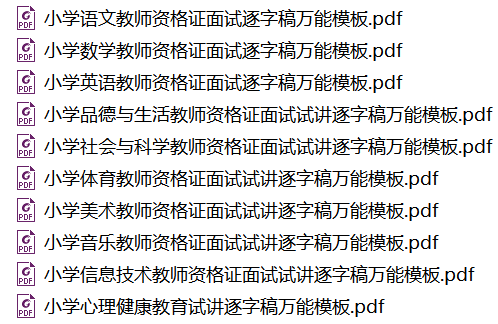 小学语文教师资格证面试逐字稿万能模板.pdf
小学数学教师资格证面试逐字稿万能模板.pdf
小学英语教师资格证面试逐字稿万能模板.pdf
小学品德与生活教师资格证面试试讲逐字稿万能模板.pdf
小学社会与科学教师资格证面试试讲逐字稿万能模板.pdf
小学体育教师资格证面试试讲逐字稿万能模板.pdf
小学美术教师资格证面试试讲逐字稿万能模板.pdf
小学音乐教师资格证面试试讲逐字稿万能模板.pdf
小学信息技术教师资格证面试试讲逐字稿万能模板.pdf
小学心理健康教育试讲逐字稿万能模板.pdf